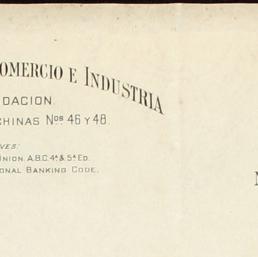 OMERCIO E INDUSTRIA
DACION
CHINAS Nos 46 Y 48.
VES:
UNION. A.B.C. 4ª & 5ª ED.
ONAL BANKING CODE.